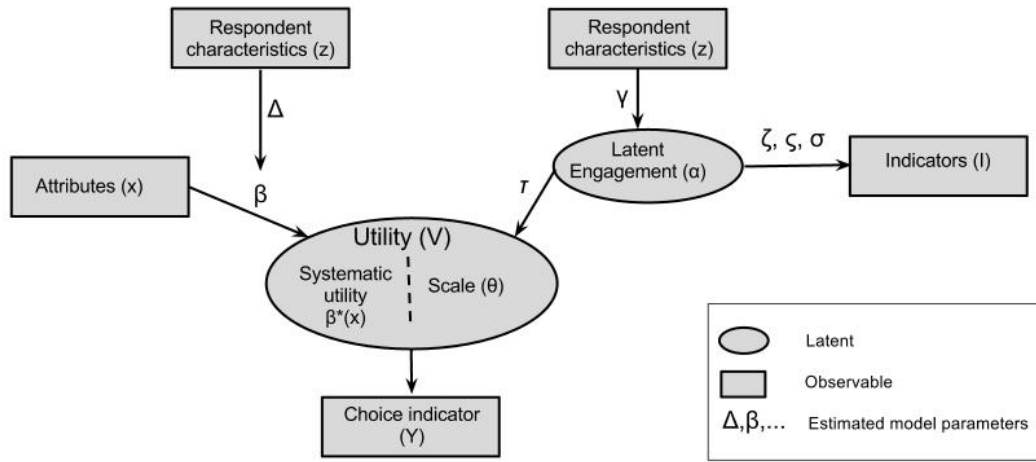 Respondent
characteristics (z)
Respondent
characteristics (z)
Δ
γ
Attributes (x)
β
Latent
Engagement (α)
ζ, ς, σ
Indicators (I)
τ
Utility (V)
Systematic
utility
β*(x)
Scale (θ)
Choice indicator
(Y)
Latent
Observable
Δ,β,... Estimated model parameters